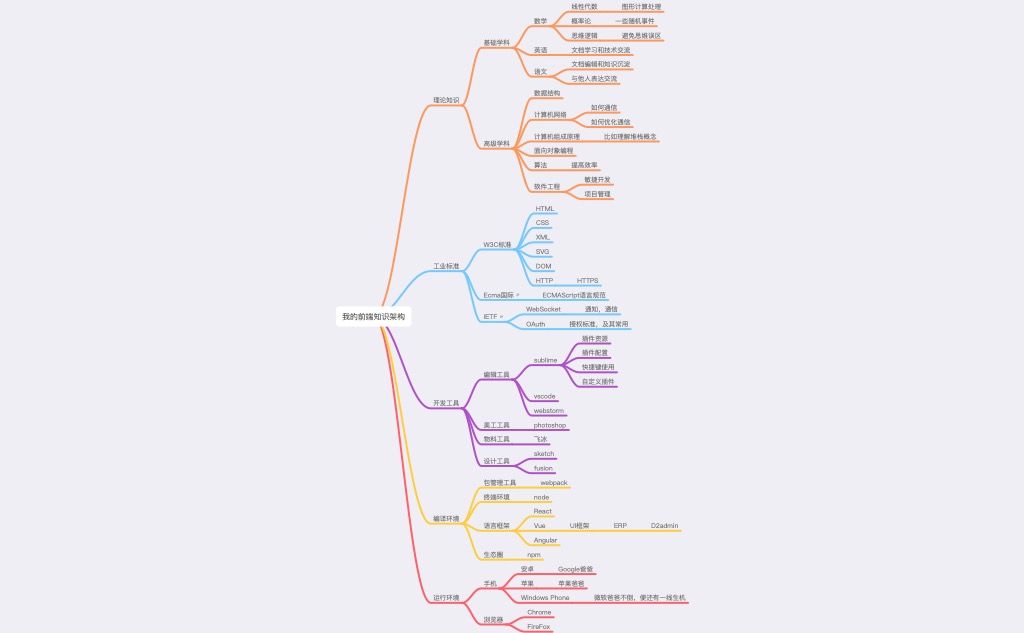 我的前端知识架构
理论知识
基础学科
数学
线性代数
图形计算处理
概率论
一些随机事件
思维逻辑
避免思维误区
英语
文档学习和技术交流
语文
文档编辑和知识沉淀
与他人表达交流
高级学科
数据结构
计算机网络
如何通信
如何优化通信
计算机组成原理
比如理解堆栈概念
面向对象编程
算法
提高效率
软件工程
敏捷开发
项目管理
工业标准
W3C标准
HTML
CSS
XML
SVG
DOM
HTTP
HTTPS
Ecma国际
ECMAScript语言规范
IETF
WebSocket
通知，通信
OAuth
授权标准，及其常用
开发工具
编辑工具
sublime
插件资源
插件配置
快捷键使用
自定义插件
vscode
webstorm
美工工具
photoshop
物料工具
飞冰
设计工具
sketch
fusion
编译环境
包管理工具
webpack
终端环境
node
语言框架
React
Vue
UI框架
ERP
D2admin
Angular
生态圈
npm
运行环境
手机
安卓
Google爸爸
苹果
苹果爸爸
Windows Phone
微软爸爸不倒，便还有一线生机
浏览器
Chrome
FireFox